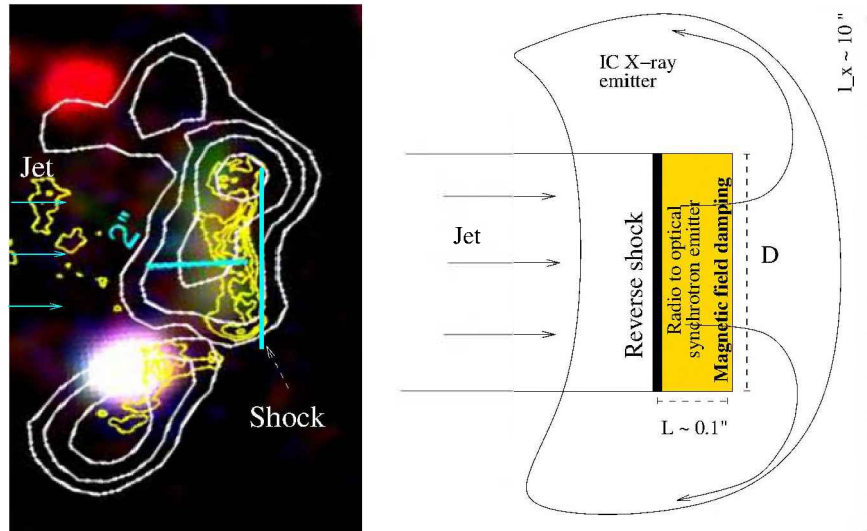 Jet
2"
Shock
IC X-ray
emitter
l_x ~ 10 "
Jet
Reverse shock
Radio to optical
synchrotron emitter
Magnetic field damping
D
L ~ 0.1"